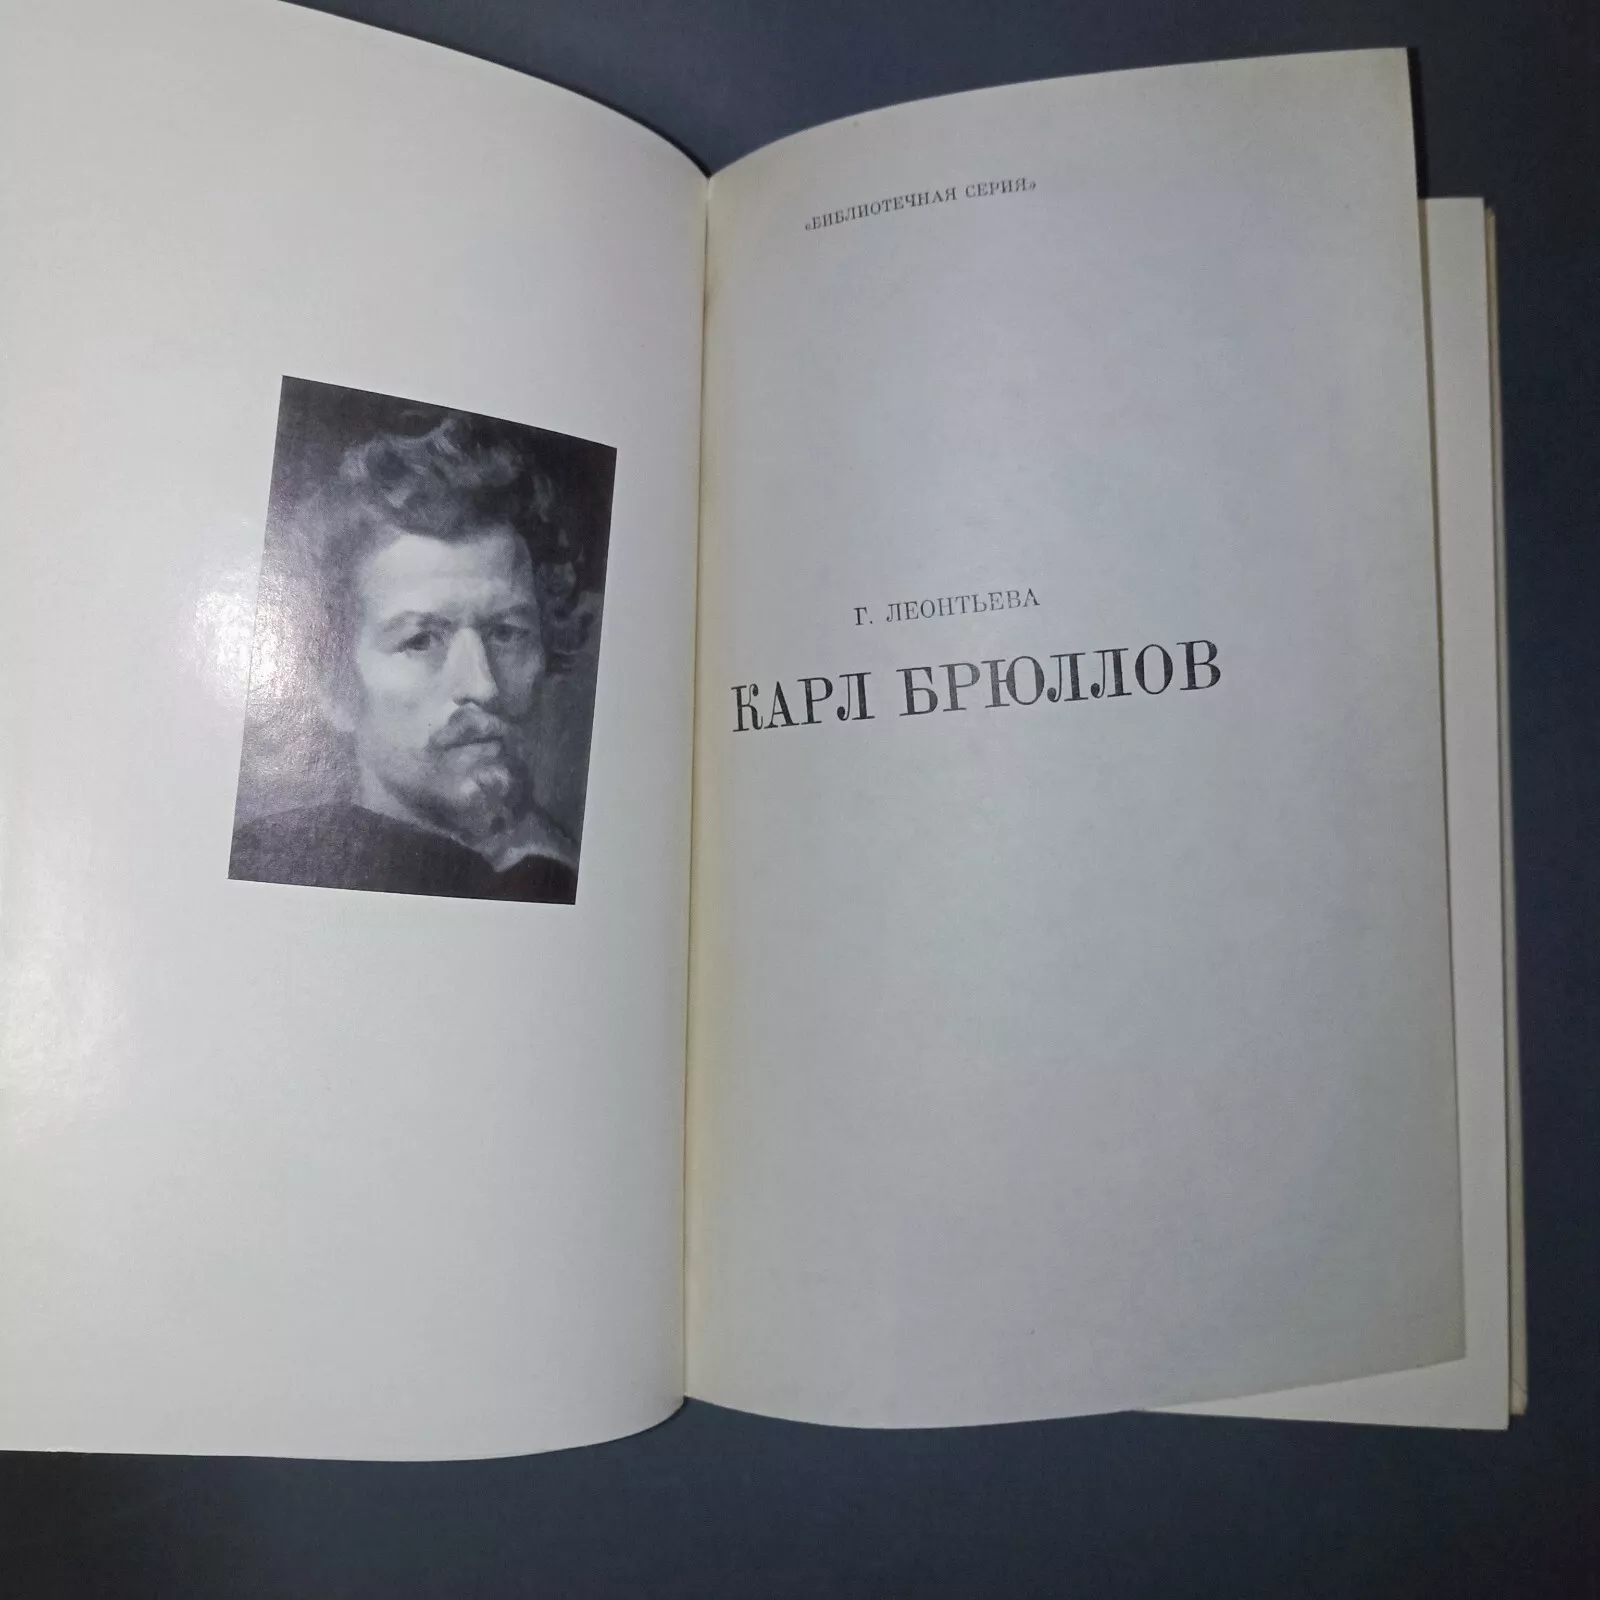 «БИБЛИОТЕЧНАЯ СЕРИЯ»
Г. ЛЕОНТЬЕВА
КАРЛ БРЮЛЛОВ